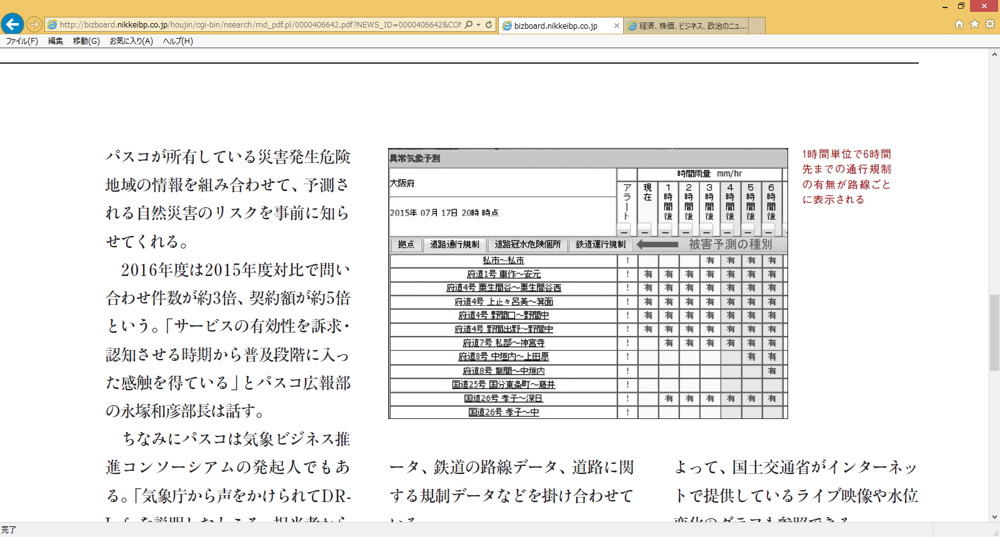 http://bizboard.nikkeibp.co.jp/houjin/cgi-bin/nsearch/md_pdf.pl/0000406642.pdf?NEWS_ID=0000406642&CON
bizboard.nikkeibp.co.jp
経済、株価、ビジネス、政治のニュ...
ファイル(F) 編集 移動(G) お気に入り(A) ヘルプ(H)
パスコが所有している災害発生危険
地域の情報を組み合わせて、予測さ
れる自然災害のリスクを事前に知ら
せてくれる。
2016年度は2015年度対比で問い
合わせ件数が約3倍、契約額が約5倍
という。「サービスの有効性を訴求・
認知させる時期から普及段階に入っ
た感触を得ている」とパスコ広報部
の永塚和彦部長は話す。
ちなみにパスコは気象ビジネス推
進コンソーシアムの発起人でもあ
る。「気象庁から声をかけられてDR-
異常気象予測
大阪府
2015年 07月 17日 20時 時点
時間雨量 mm/hr
アラート 現在 1時間後 2時間後 3時間後 4時間後 5時間後 6時間後
拠点 道路通行規制 道路冠水危険個所 鉄道運行規制 被害予測の種別
私市～私市 ! 有 有 有 有
府道1号 車作～安元 ! 有 有 有 有 有 有 有
府道4号 粟生間谷～粟生間谷西 ! 有 有 有 有 有 有 有
府道4号 上止々呂美～箕面 ! 有 有 有 有 有 有 有
府道4号 野間口～野間中 ! 有 有 有 有 有 有 有
府道4号 野間出野～野間中 ! 有 有 有 有 有 有 有
府道7号 私部～神宮寺 ! 有 有 有 有 有 有
府道8号 中垣内～上田原 ! 有 有
府道8号 龍間～中垣内 ! 有
国道25号 国分東条町～藤井 !
国道26号 孝子～深日 ! 有 有 有 有 有 有
国道26号 孝子～中 !
1時間単位で6時間
先までの通行規制
の有無が路線ごと
に表示される
ータ、鉄道の路線データ、道路に関
する規制データなどを掛け合わせて
よって、国土交通省がインターネッ
トで提供しているライブ映像や水位
完了